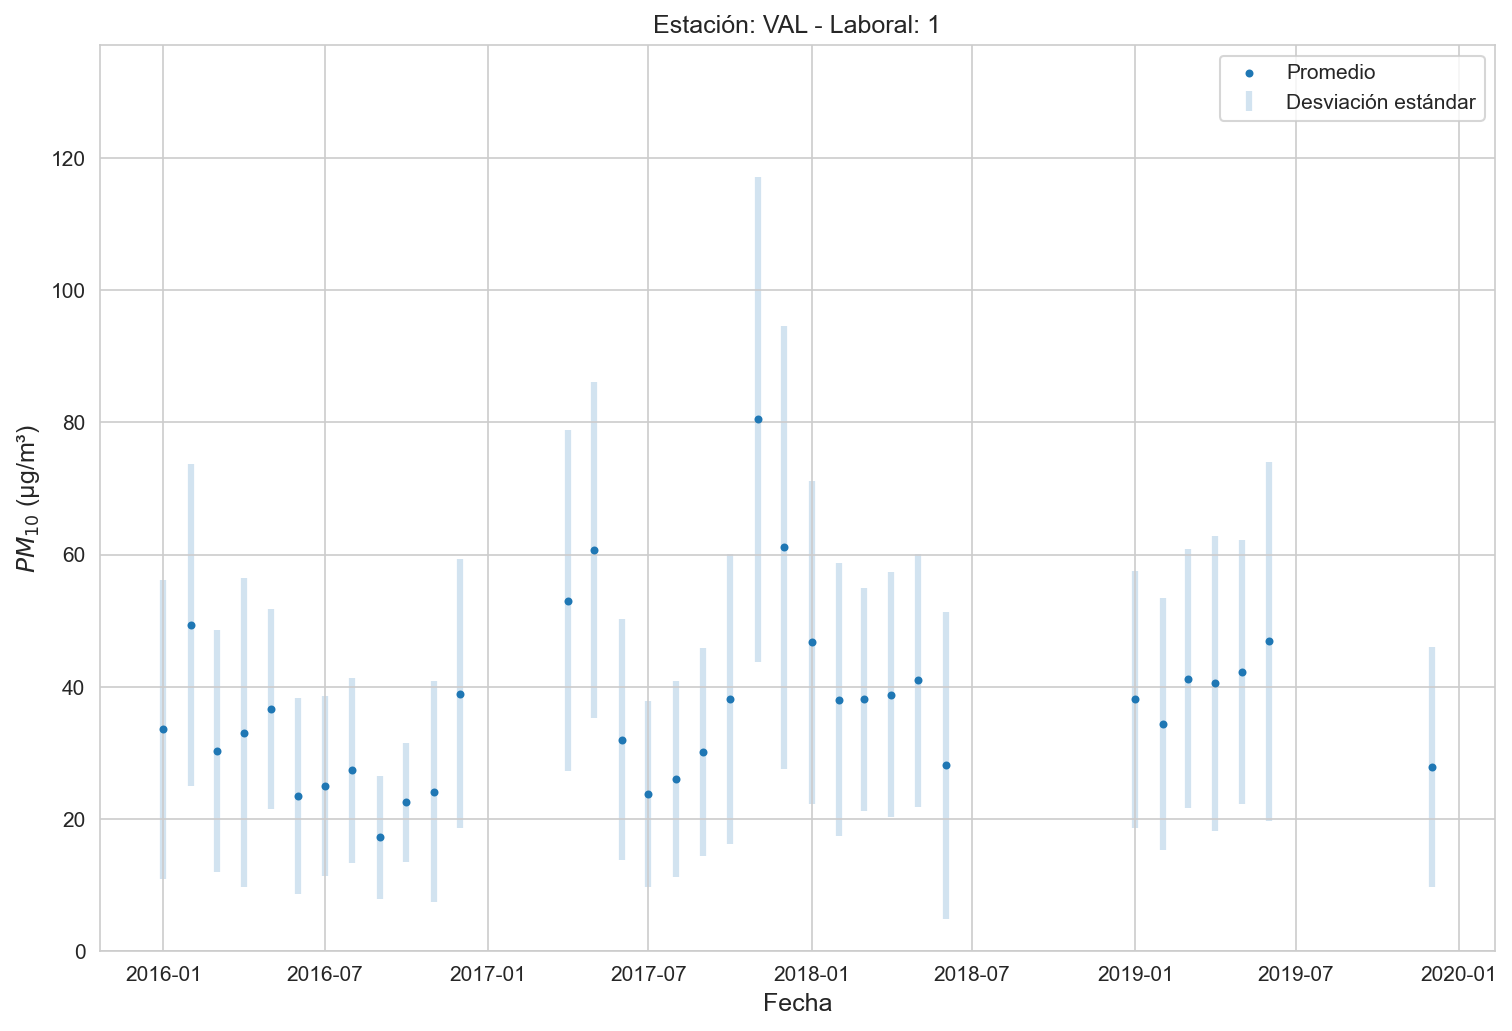 Estación: VAL - Laboral: 1
Promedio
Desviación estándar
120
100
80
60
40
20
0
PM₁₀ (µg/m³)
2016-01 2016-07 2017-01 2017-07 2018-01 2018-07 2019-01 2019-07 2020-01
Fecha